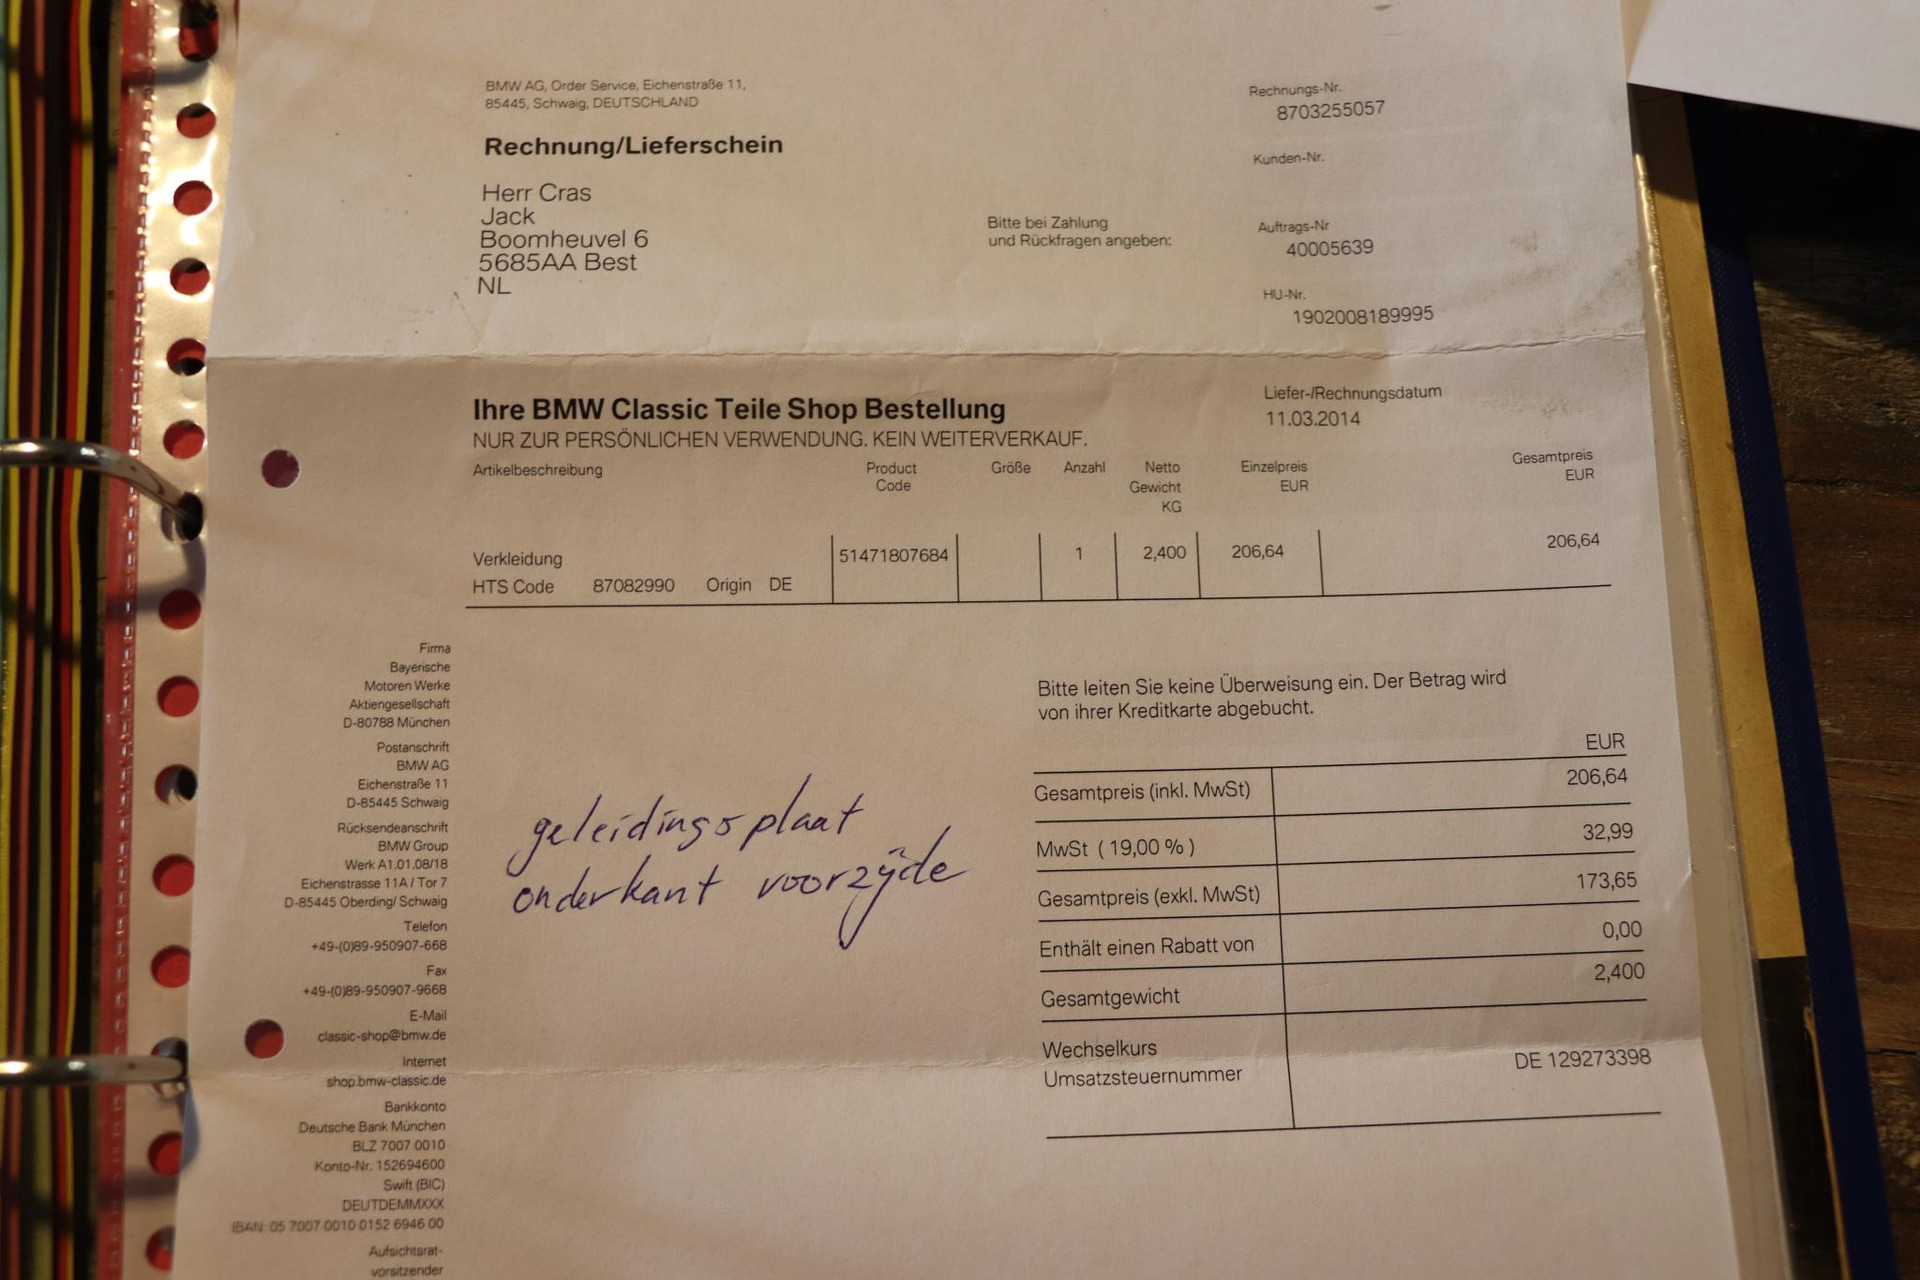 BMW AG, Order Service, Eichenstraße 11,
85445, Schwaig, DEUTSCHLAND
Rechnung/Lieferschein
Herr Cras
Jack
Boomheuvel 6
5685AA Best
NL
Bitte bei Zahlung
und Rückfragen angeben:
Rechnungs-Nr.
8703255057
Kunden-Nr.
Auftrags-Nr
40005639
HU-Nr.
1902008189995
Liefer-/Rechnungsdatum
11.03.2014
Ihre BMW Classic Teile Shop Bestellung
NUR ZUR PERSÖNLICHEN VERWENDUNG. KEIN WEITERVERKAUF.
Artikelbeschreibung Product Code Größe Anzahl Netto Gewicht KG Einzelpreis EUR Gesamtpreis EUR
Verkleidung 51471807684 1 2,400 206,64 206,64
HTS Code 87082990 Origin DE
Firma
Bayerische
Motoren Werke
Aktiengesellschaft
D-80788 München
Postanschrift
BMW AG
Eichenstraße 11
D-85445 Schwaig
Rücksendeanschrift
BMW Group
Werk A1.01.08/18
Eichenstrasse 11A / Tor 7
D-85445 Oberding/ Schwaig
Telefon
+49-(0)89-950907-668
Fax
+49-(0)89-950907-9668
E-Mail
classic-shop@bmw.de
Internet
shop.bmw-classic.de
Bankkonto
Deutsche Bank München
BLZ 7007 0010
Konto-Nr. 152694600
Swift (BIC)
DEUTDEMMXXX
IBAN: 05 7007 0010 0152 6946 00
Aufsichtsrat-
vorsitzender
geleidingsplaat
onderkant voorzijde
Bitte leiten Sie keine Überweisung ein. Der Betrag wird
von ihrer Kreditkarte abgebucht.
EUR
Gesamtpreis (inkl. MwSt) 206,64
MwSt ( 19,00 % ) 32,99
Gesamtpreis (exkl. MwSt) 173,65
Enthält einen Rabatt von 0,00
Gesamtgewicht 2,400
Wechselkurs
Umsatzsteuernummer DE 129273398